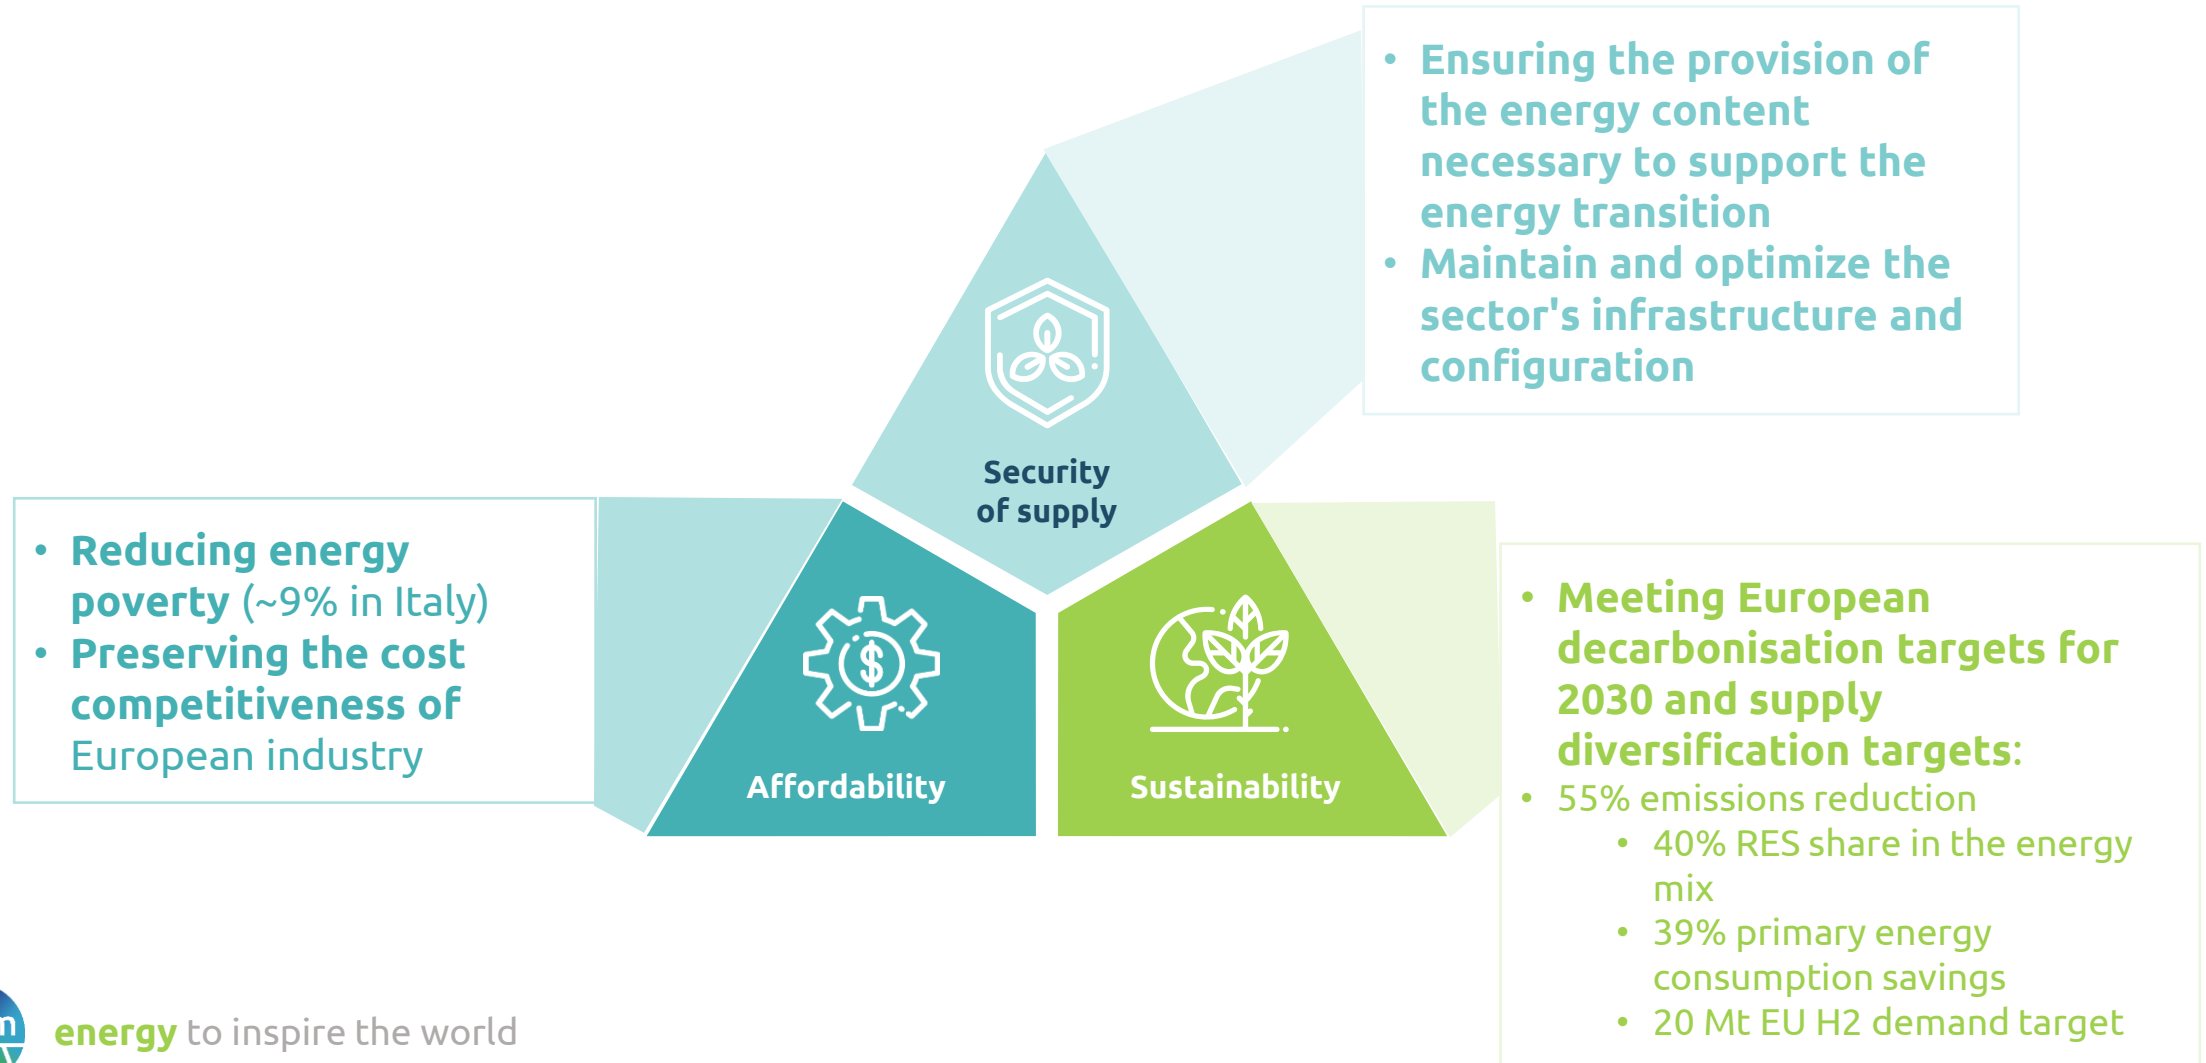 • Ensuring the provision of
the energy content
necessary to support the
energy transition
• Maintain and optimize the
sector's infrastructure and
configuration
Security
of supply
• Reducing energy
poverty (~9% in Italy)
• Preserving the cost
competitiveness of
European industry
Affordability
Sustainability
• Meeting European
decarbonisation targets for
2030 and supply
diversification targets:
• 55% emissions reduction
• 40% RES share in the energy
mix
• 39% primary energy
consumption savings
• 20 Mt EU H2 demand target
energy to inspire the world